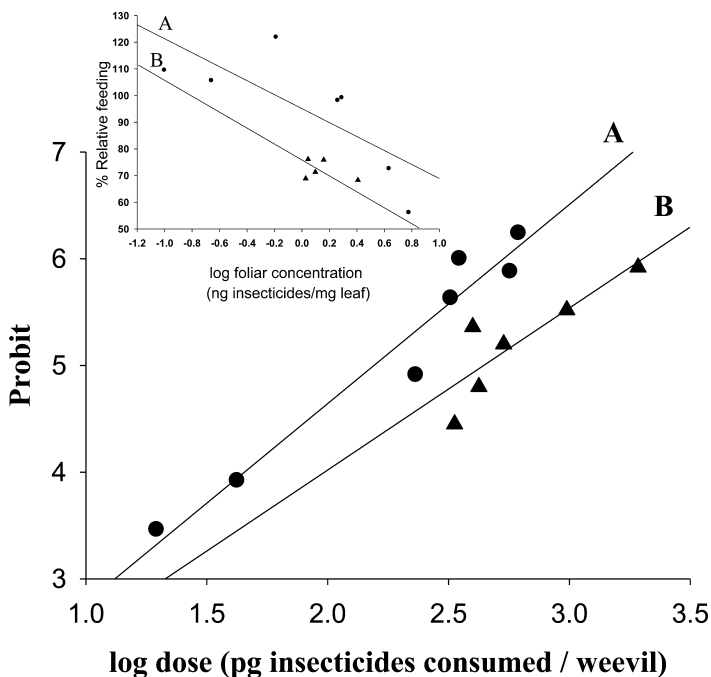 130
120
110
100
90
80
70
60
50
% Relative feeding
A
B
-1.2 -1.0 -0.8 -0.6 -0.4 -0.2 0.0 0.2 0.4 0.6 0.8 1.0
log foliar concentration
(ng insecticides/mg leaf)
A
B
7
6
5
4
3
Probit
1.0 1.5 2.0 2.5 3.0 3.5
log dose (pg insecticides consumed / weevil)